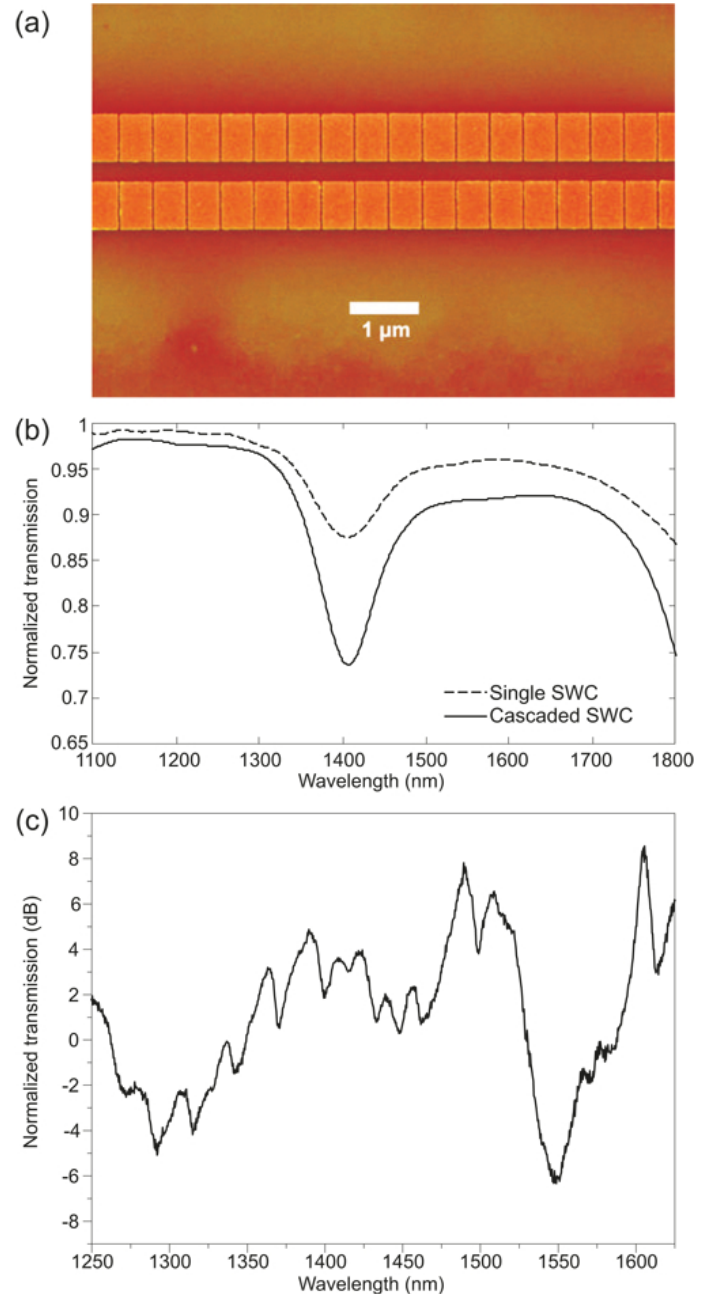 (a)
1 μm
(b)
1
0.95
0.9
0.85
0.8
0.75
0.7
0.65
Normalized transmission
Single SWC
Cascaded SWC
1100 1200 1300 1400 1500 1600 1700 1800
Wavelength (nm)
(c)
10
8
6
4
2
0
-2
-4
-6
-8
Normalized transmission (dB)
1250 1300 1350 1400 1450 1500 1550 1600
Wavelength (nm)